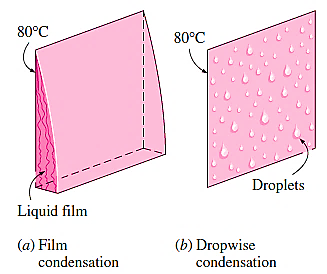 80°C
Liquid film
(a) Film
condensation
80°C
Droplets
(b) Dropwise
condensation